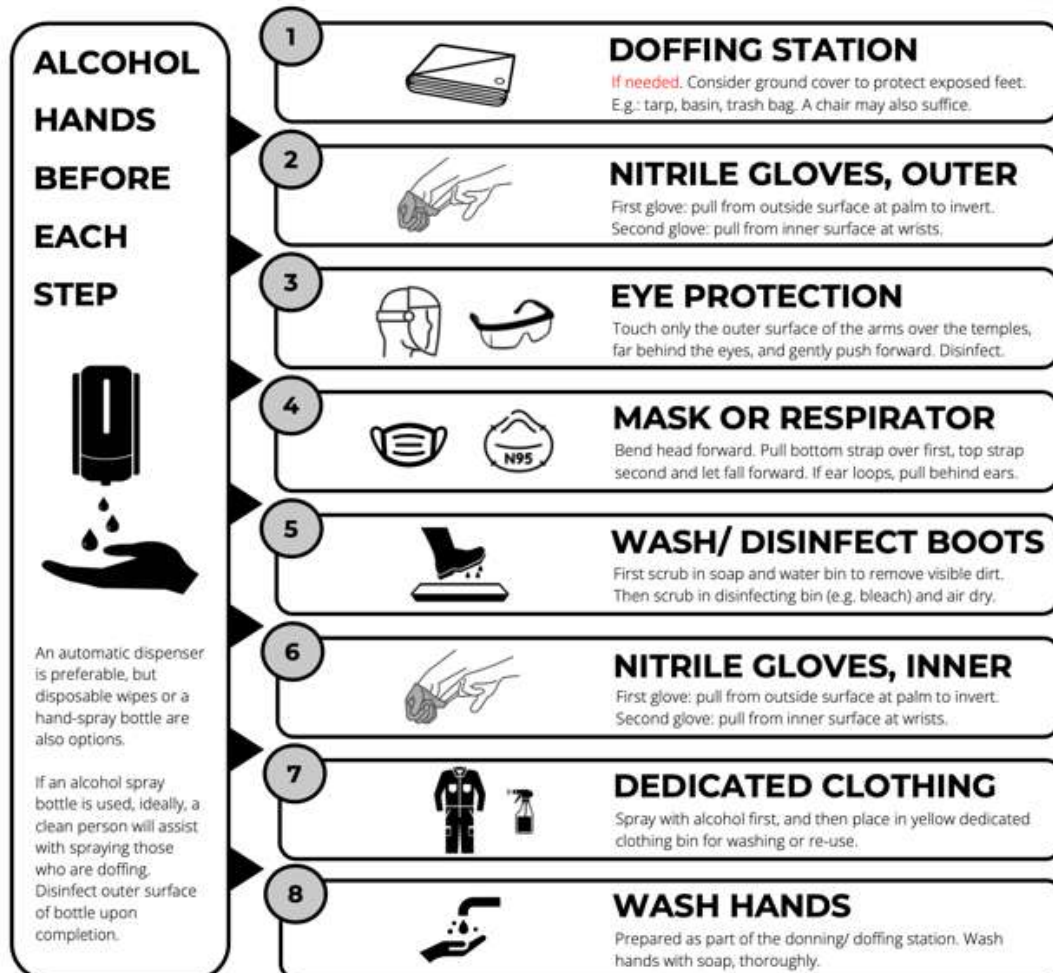 ALCOHOL
HANDS
BEFORE
EACH
STEP
An automatic dispenser
is preferable, but
disposable wipes or a
hand-spray bottle are
also options.
If an alcohol spray
bottle is used, ideally, a
clean person will assist
with spraying those
who are doffing.
Disinfect outer surface
of bottle upon
completion.
1
DOFFING STATION
If needed. Consider ground cover to protect exposed feet.
E.g.: tarp, basin, trash bag. A chair may also suffice.
2
NITRILE GLOVES, OUTER
First glove: pull from outside surface at palm to invert.
Second glove: pull from inner surface at wrists.
3
EYE PROTECTION
Touch only the outer surface of the arms over the temples,
far behind the eyes, and gently push forward. Disinfect.
4
N95
MASK OR RESPIRATOR
Bend head forward. Pull bottom strap over first, top strap
second and let fall forward. If ear loops, pull behind ears.
5
WASH/ DISINFECT BOOTS
First scrub in soap and water bin to remove visible dirt.
Then scrub in disinfecting bin (e.g. bleach) and air dry.
6
NITRILE GLOVES, INNER
First glove: pull from outside surface at palm to invert.
Second glove: pull from inner surface at wrists.
7
DEDICATED CLOTHING
Spray with alcohol first, and then place in yellow dedicated
clothing bin for washing or re-use.
8
WASH HANDS
Prepared as part of the donning/ doffing station. Wash
hands with soap, thoroughly.